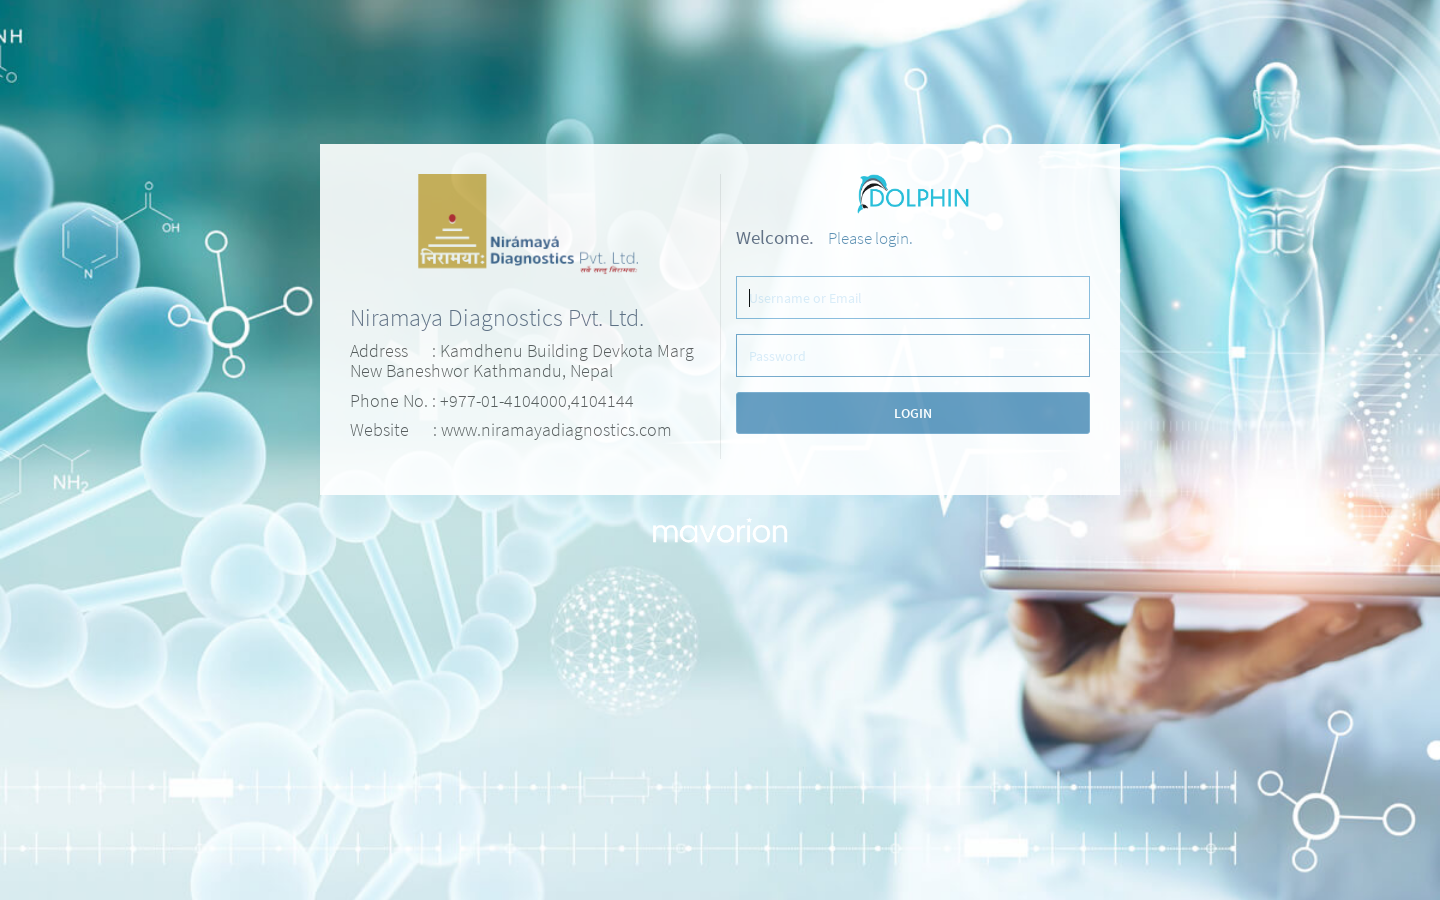 NH
O
OH
N
NH2
निरामयाः
Nirámayá
Diagnostics Pvt. Ltd.
सर्वे सन्तु निरामयाः
Niramaya Diagnostics Pvt. Ltd.
Address : Kamdhenu Building Devkota Marg
New Baneshwor Kathmandu, Nepal
Phone No. : +977-01-4104000,4104144
Website : www.niramayadiagnostics.com
DOLPHIN
Welcome. Please login.
Username or Email
Password
LOGIN
mavorion